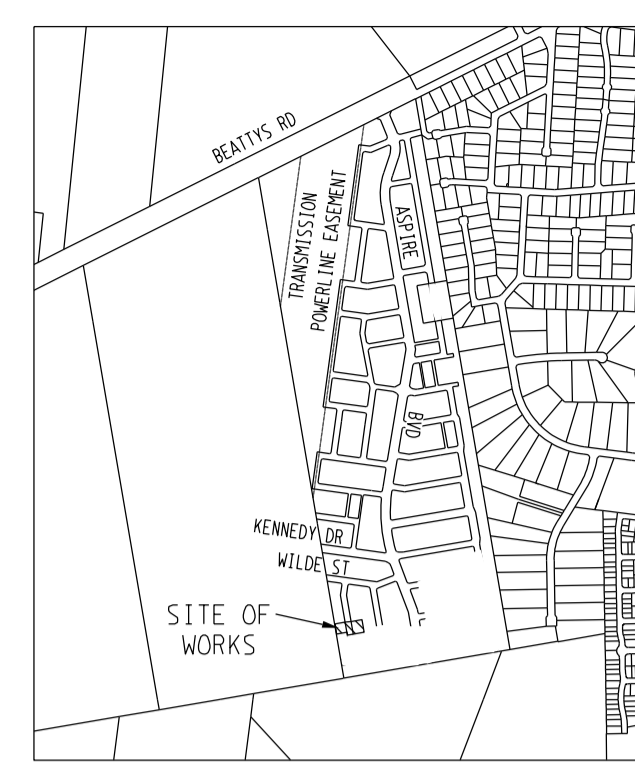 BEATTYS RD
TRANSMISSION
POWERLINE EASEMENT
ASPIRE
BVD
KENNEDY DR
WILDE ST
SITE OF
WORKS